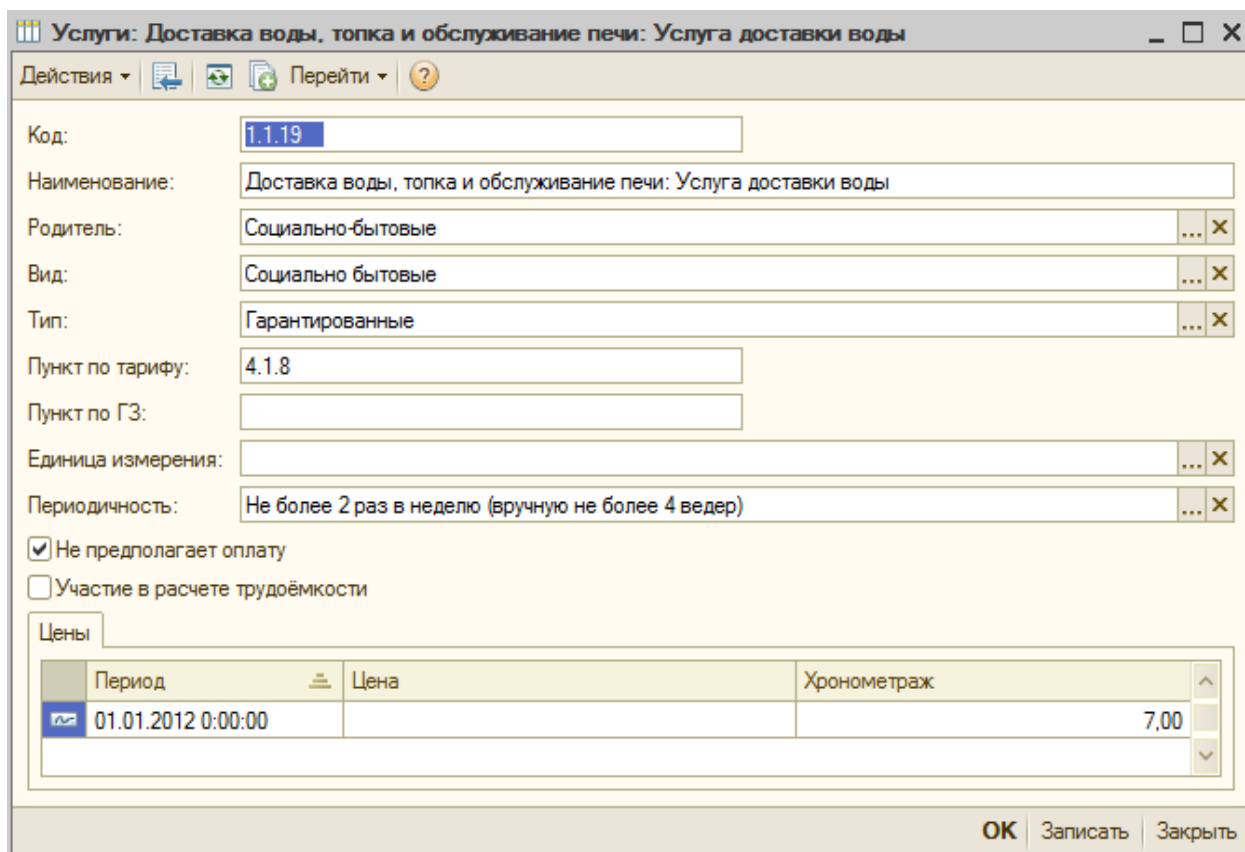 Услуги: Доставка воды, топка и обслуживание печи: Услуга доставки воды
Действия Перейти ?
Код: 1.1.19
Наименование: Доставка воды, топка и обслуживание печи: Услуга доставки воды
Родитель: Социально-бытовые ...
Вид: Социально бытовые ...
Тип: Гарантированные ...
Пункт по тарифу: 4.1.8
Пункт по ГЗ:
Единица измерения: ...
Периодичность: Не более 2 раз в неделю (вручную не более 4 ведер) ...
Не предполагает оплату
Участие в расчете трудоёмкости
Цены
Период Цена Хронометраж
01.01.2012 0:00:00 7,00
ОК Записать Закрыть